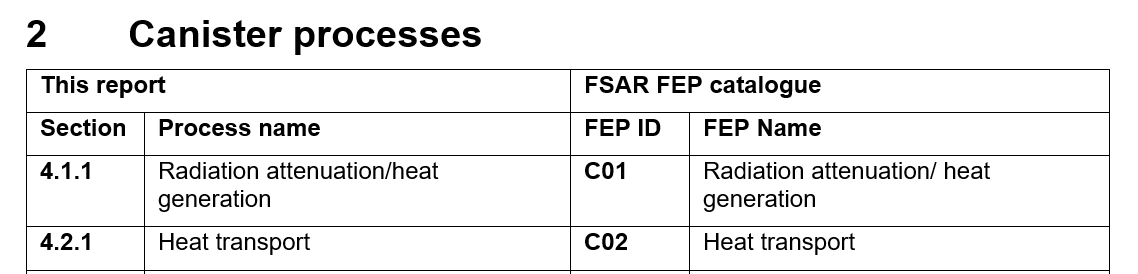 2 Canister processes
This report FSAR FEP catalogue
Section Process name FEP ID FEP Name
4.1.1 Radiation attenuation/heat generation C01 Radiation attenuation/ heat generation
4.2.1 Heat transport C02 Heat transport